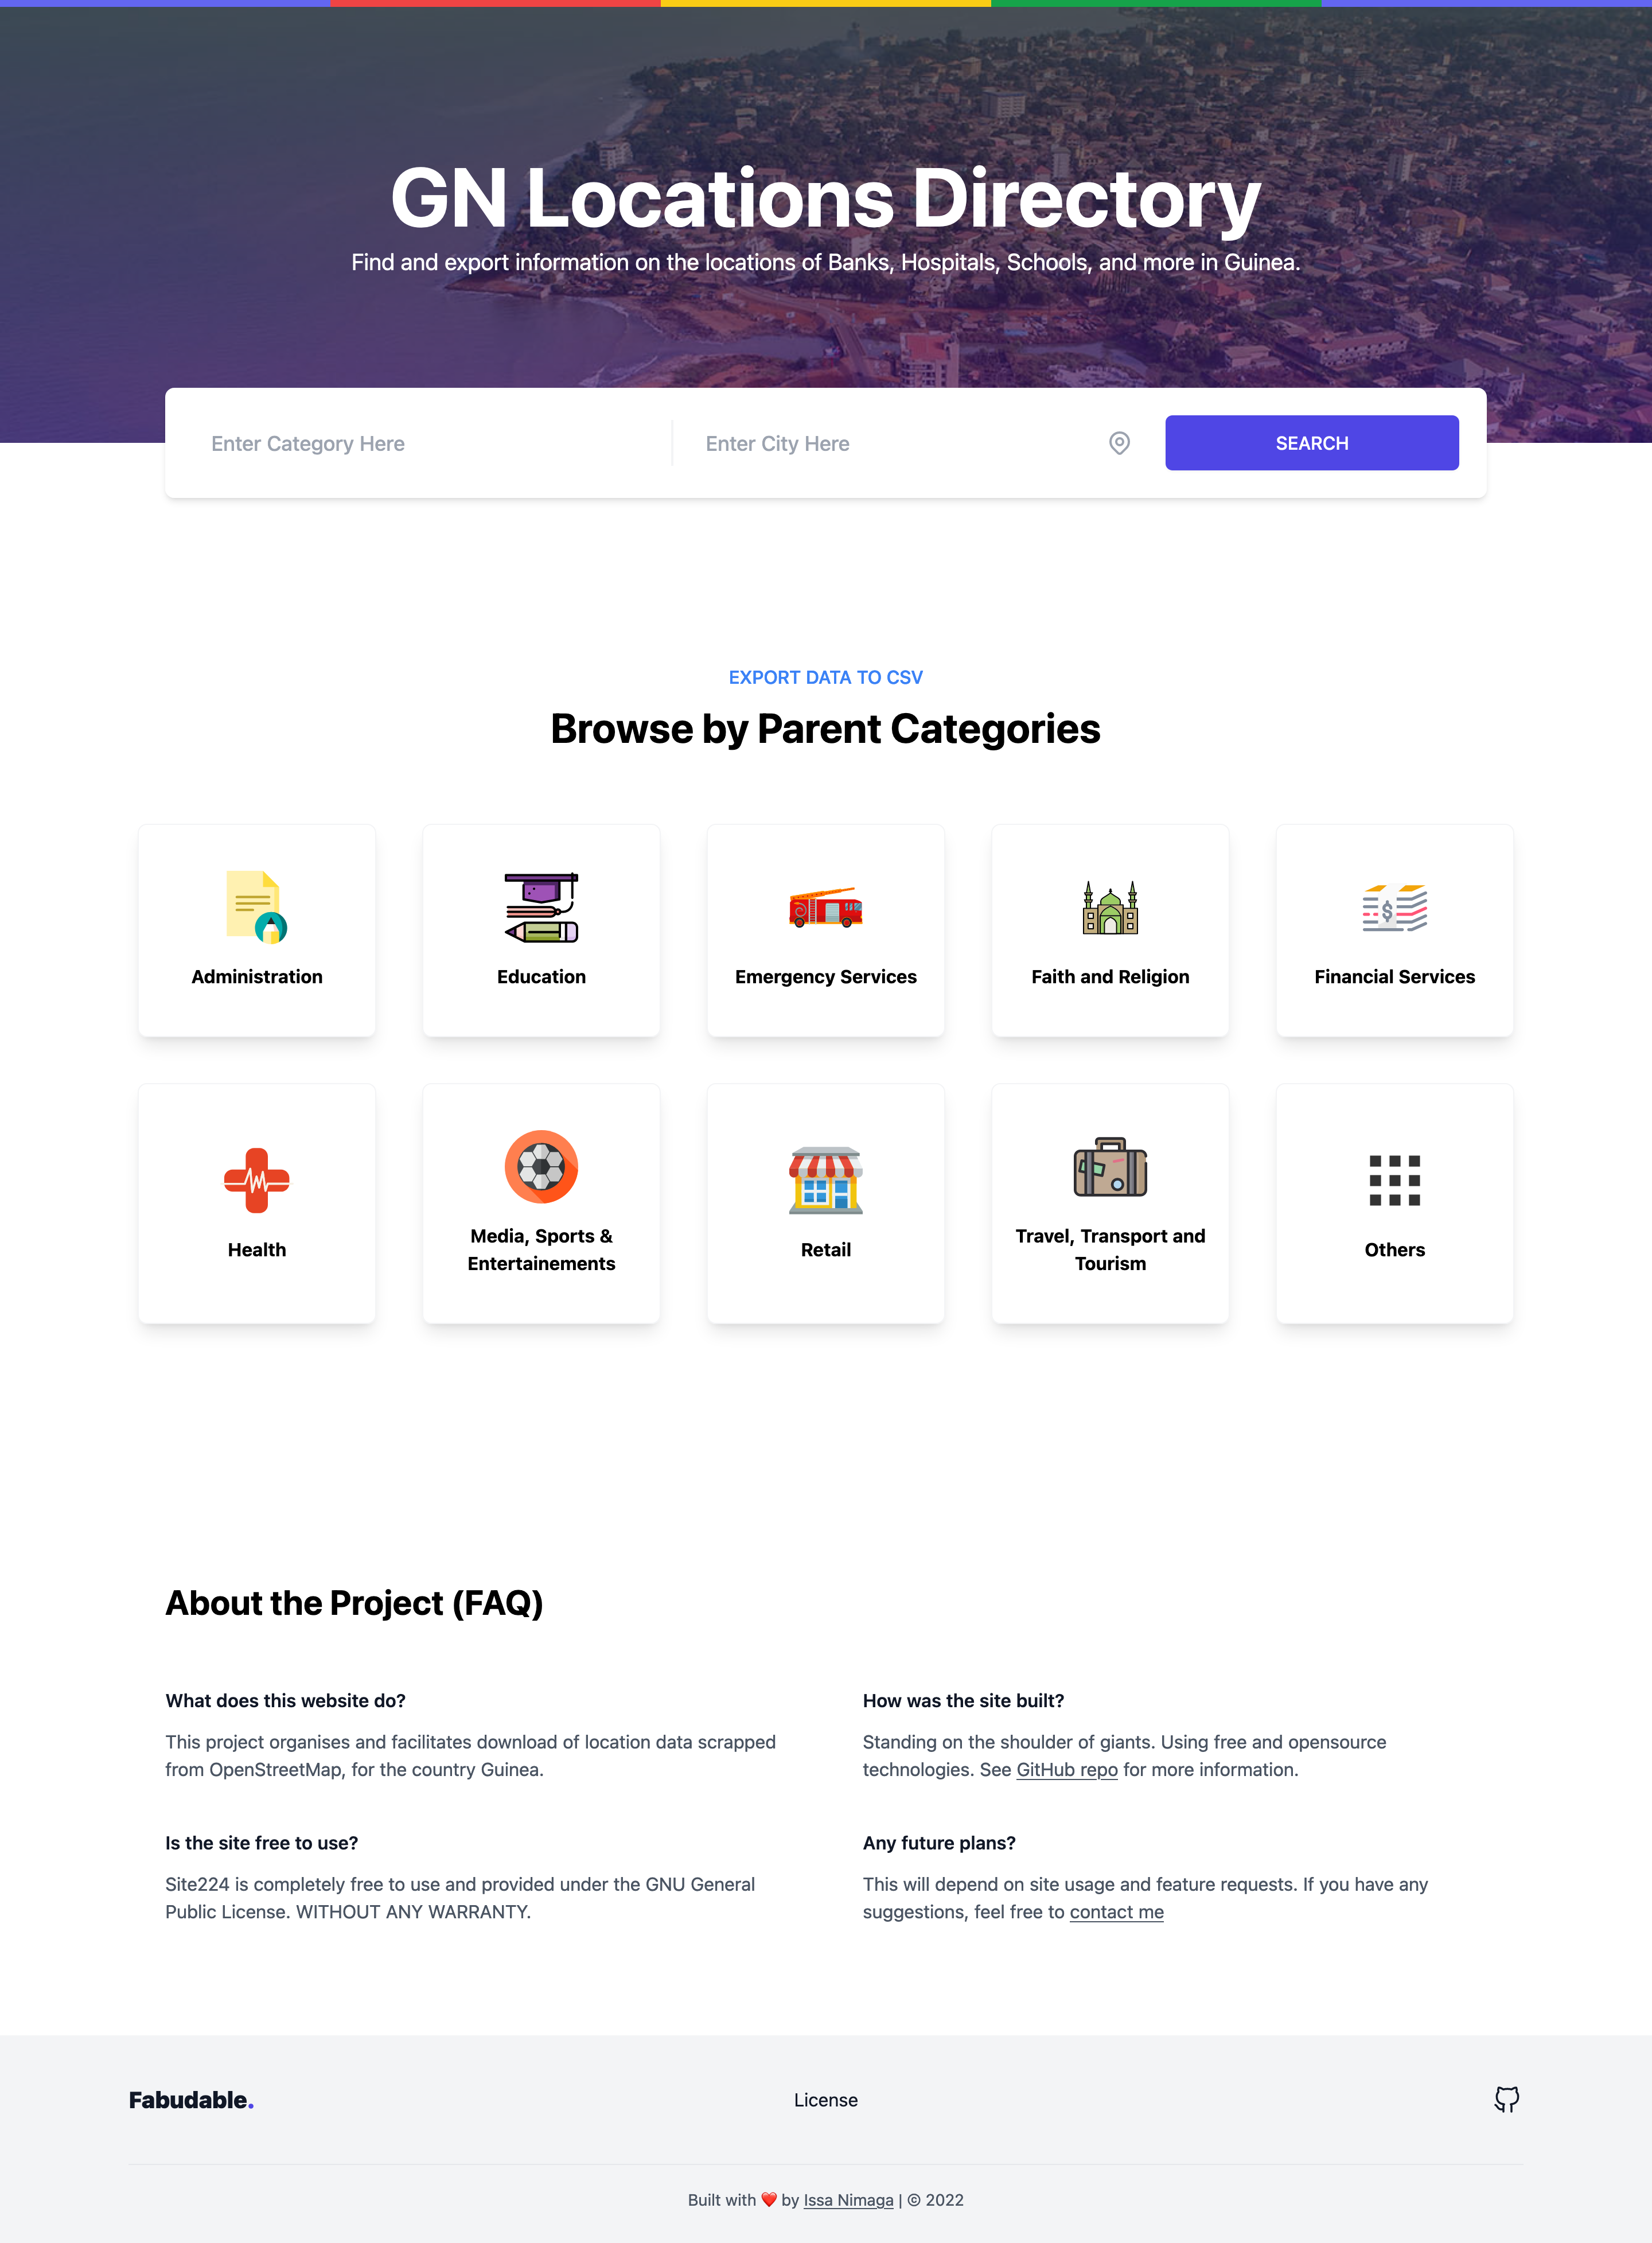 GN Locations Directory
Find and export information on the locations of Banks, Hospitals, Schools, and more in Guinea.
Enter Category Here
Enter City Here
SEARCH
EXPORT DATA TO CSV
Browse by Parent Categories
Administration
Education
Emergency Services
Faith and Religion
Financial Services
Health
Media, Sports &
Entertainements
Retail
Travel, Transport and
Tourism
Others
About the Project (FAQ)
What does this website do?
This project organises and facilitates download of location data scrapped
from OpenStreetMap, for the country Guinea.
How was the site built?
Standing on the shoulder of giants. Using free and opensource
technologies. See GitHub repo for more information.
Is the site free to use?
Site224 is completely free to use and provided under the GNU General
Public License. WITHOUT ANY WARRANTY.
Any future plans?
This will depend on site usage and feature requests. If you have any
suggestions, feel free to contact me
Fabudable.
License
Built with ❤️ by Issa Nimaga | © 2022